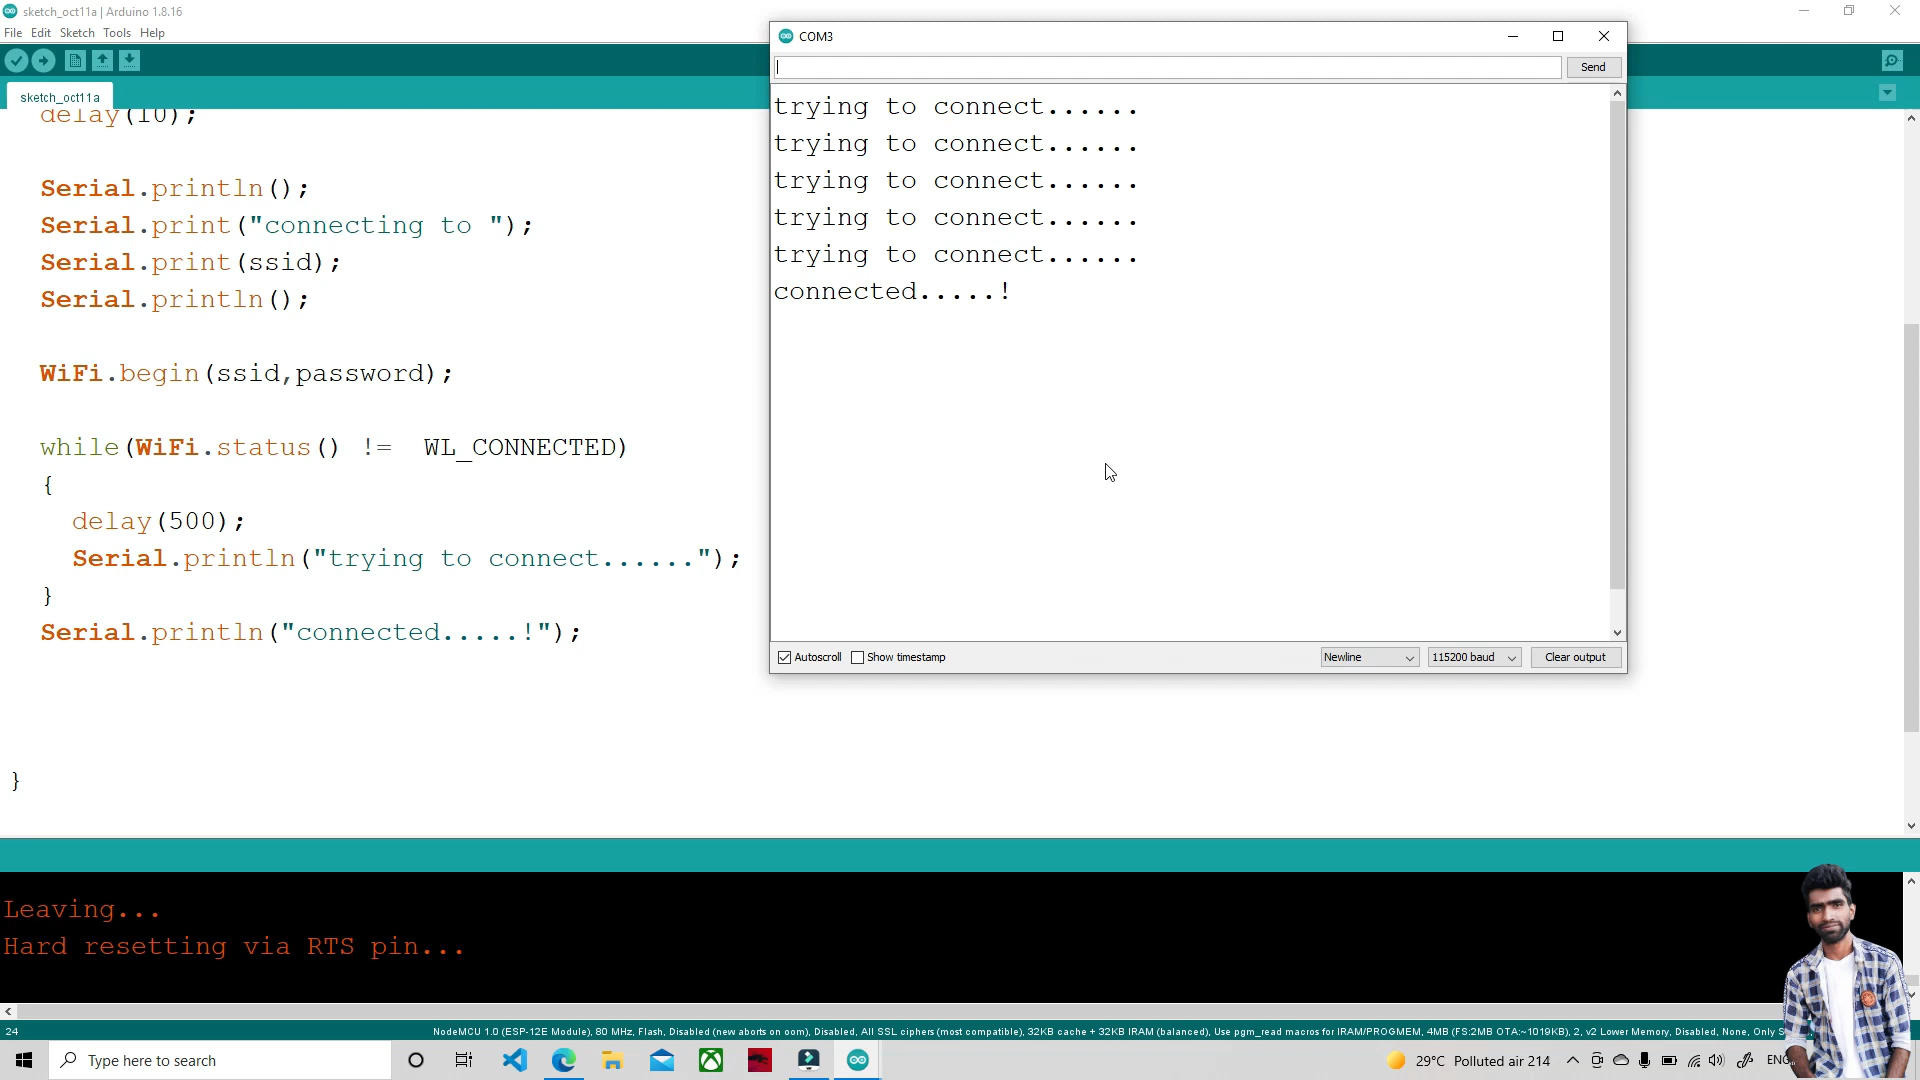 sketch_oct11a | Arduino 1.8.16
File Edit Sketch Tools Help
sketch_oct11a
delay(10);
Serial.println();
Serial.print("connecting to ");
Serial.print(ssid);
Serial.println();
WiFi.begin(ssid,password);
while(WiFi.status() !=  WL_CONNECTED)
{
delay(500);
Serial.println("trying to connect......");
}
Serial.println("connected.....!");
}
COM3
Send
trying to connect......
trying to connect......
trying to connect......
trying to connect......
trying to connect......
connected.....!
Autoscroll Show timestamp Newline 115200 baud Clear output
Leaving...
Hard resetting via RTS pin...
24 NodeMCU 1.0 (ESP-12E Module), 80 MHz, Flash, Disabled (new aborts on oom), Disabled, All SSL ciphers (most compatible), 32KB cache + 32KB IRAM (balanced), Use pgm_read macros for IRAM/PROGMEM, 4MB (FS:2MB OTA:~1019KB), 2, v2 Lower Memory, Disabled, None, Only S
Type here to search 29°C Polluted air 214 ENG